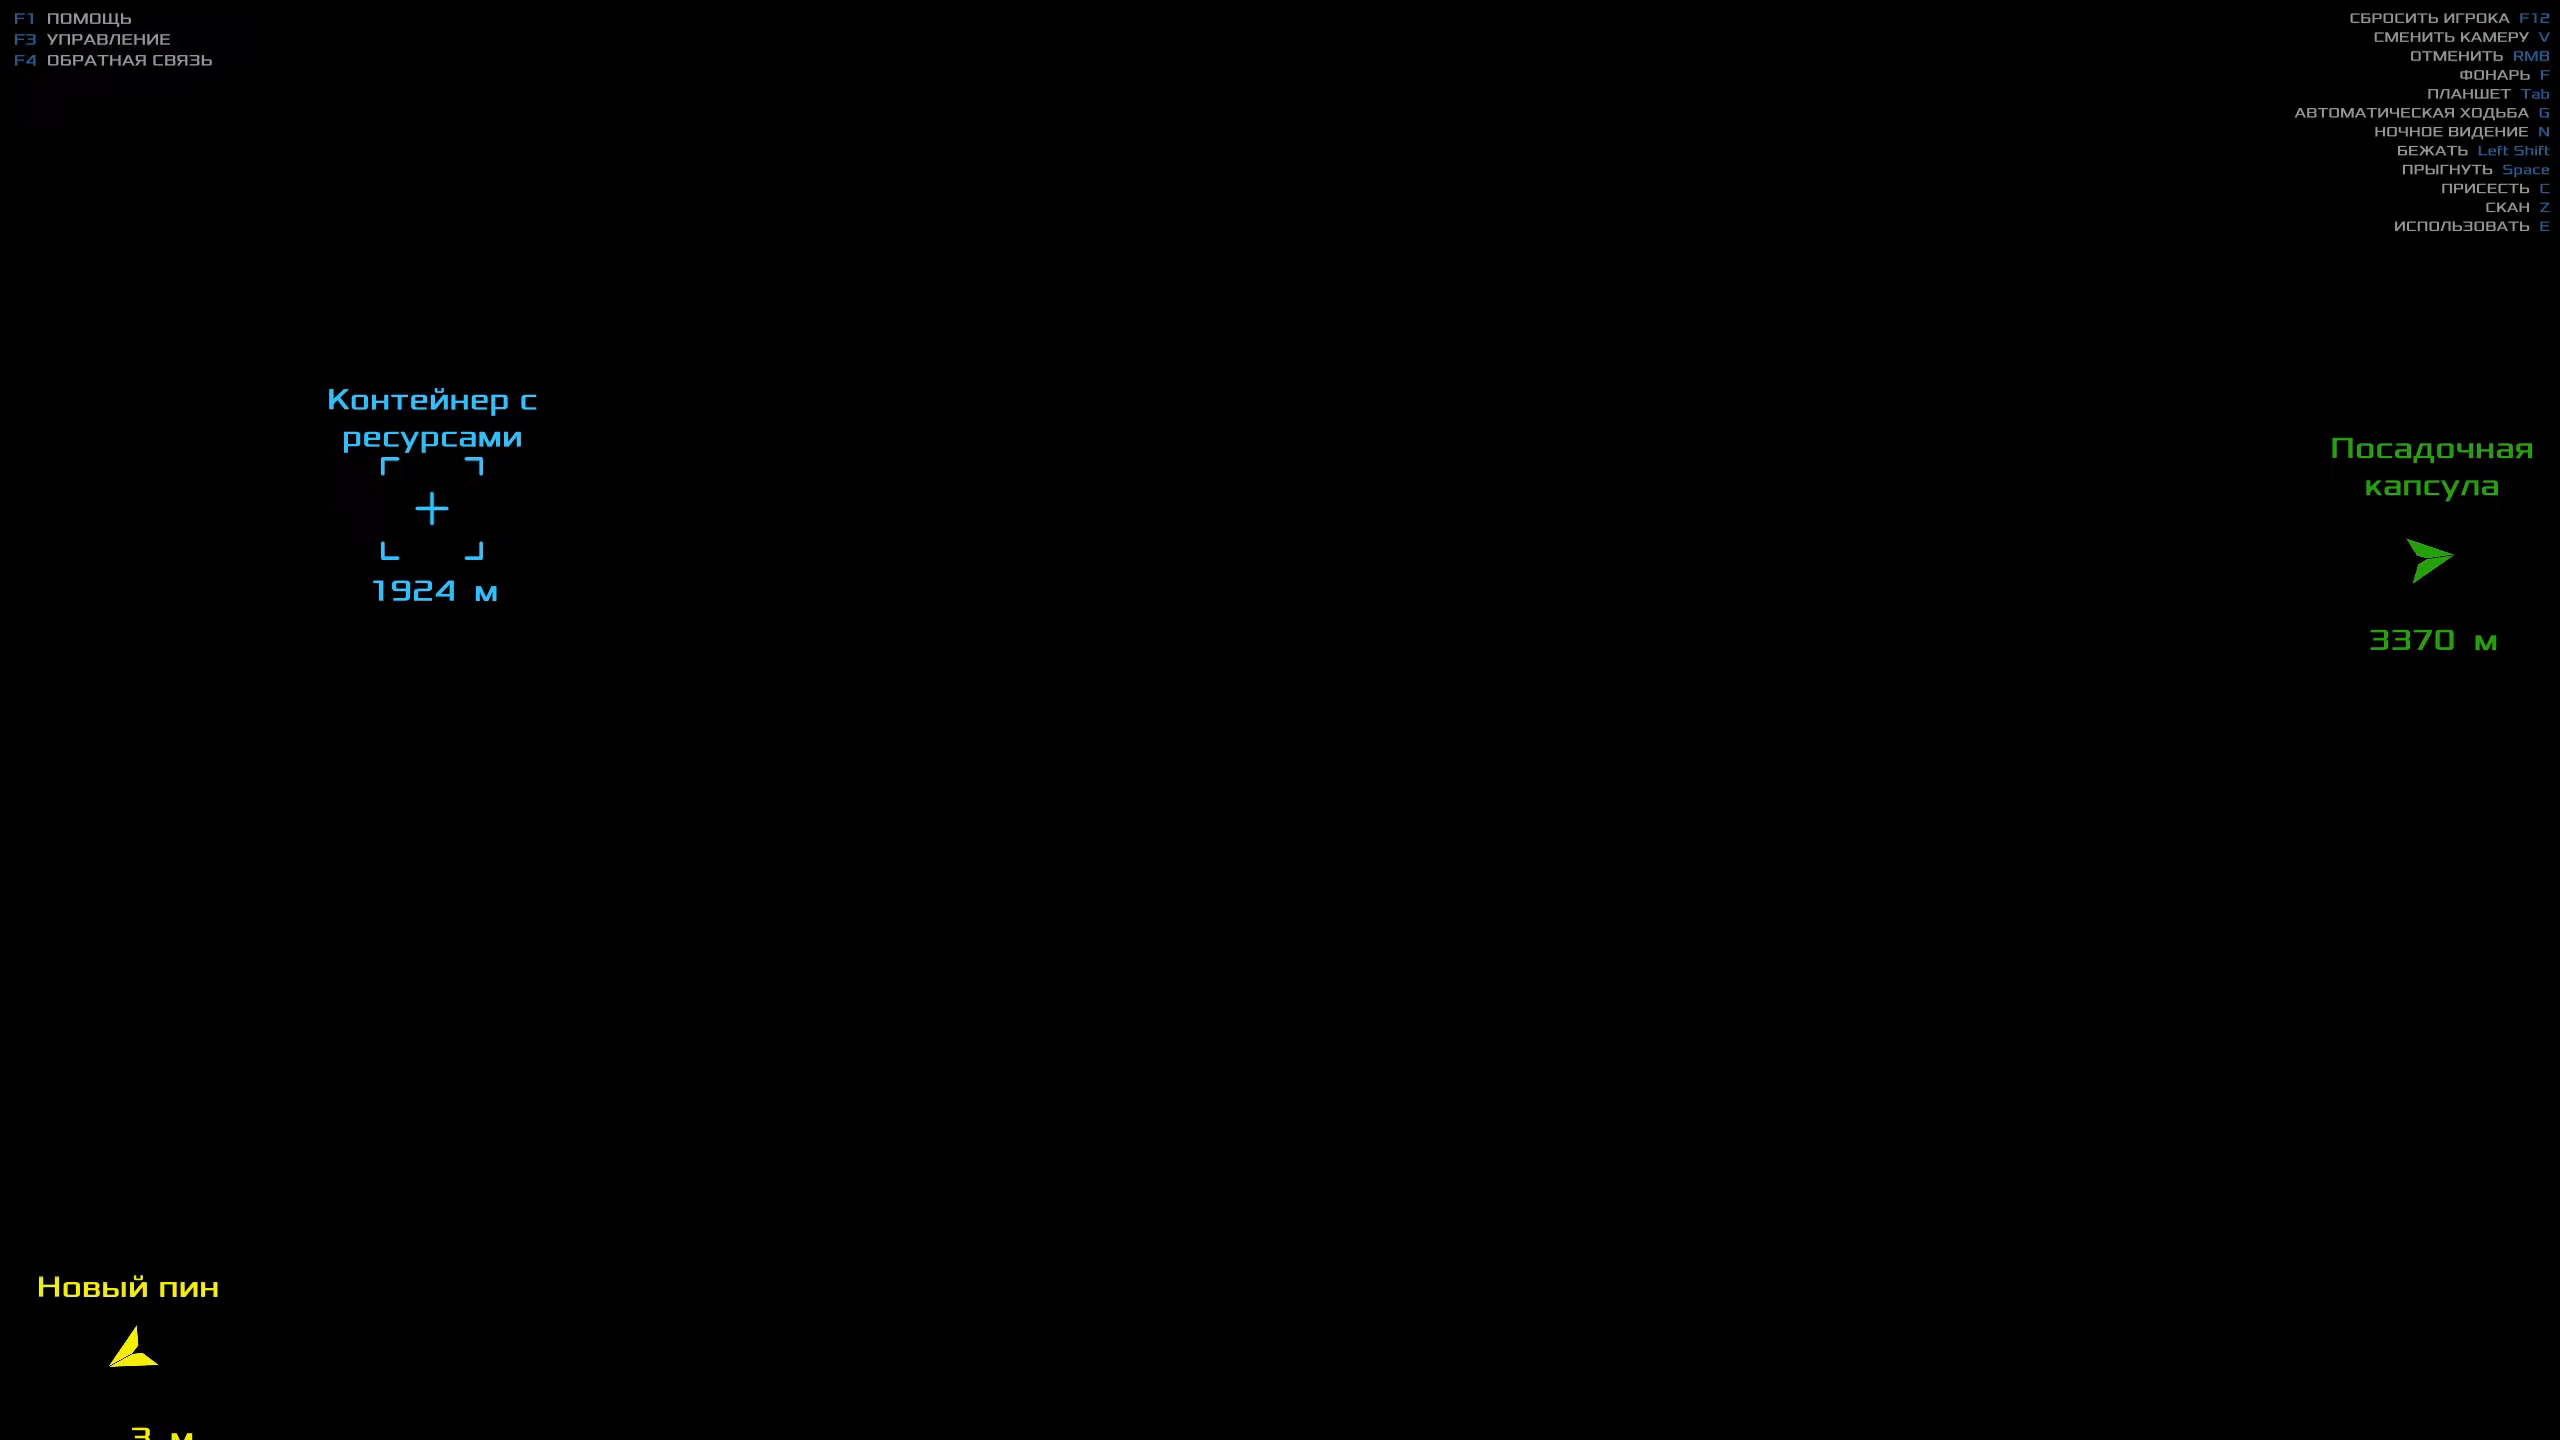 F1 ПОМОЩЬ
F3 УПРАВЛЕНИЕ
F4 ОБРАТНАЯ СВЯЗЬ
СБРОСИТЬ ИГРОКА F12
СМЕНИТЬ КАМЕРУ V
ОТМЕНИТЬ RMB
ФОНАРЬ F
ПЛАНШЕТ Tab
АВТОМАТИЧЕСКАЯ ХОДЬБА G
НОЧНОЕ ВИДЕНИЕ N
БЕЖАТЬ Left Shift
ПРЫГНУТЬ Space
ПРИСЕСТЬ C
СКАН Z
ИСПОЛЬЗОВАТЬ E
Контейнер с
ресурсами
1924 м
Посадочная
капсула
3370 м
Новый пин
3 м